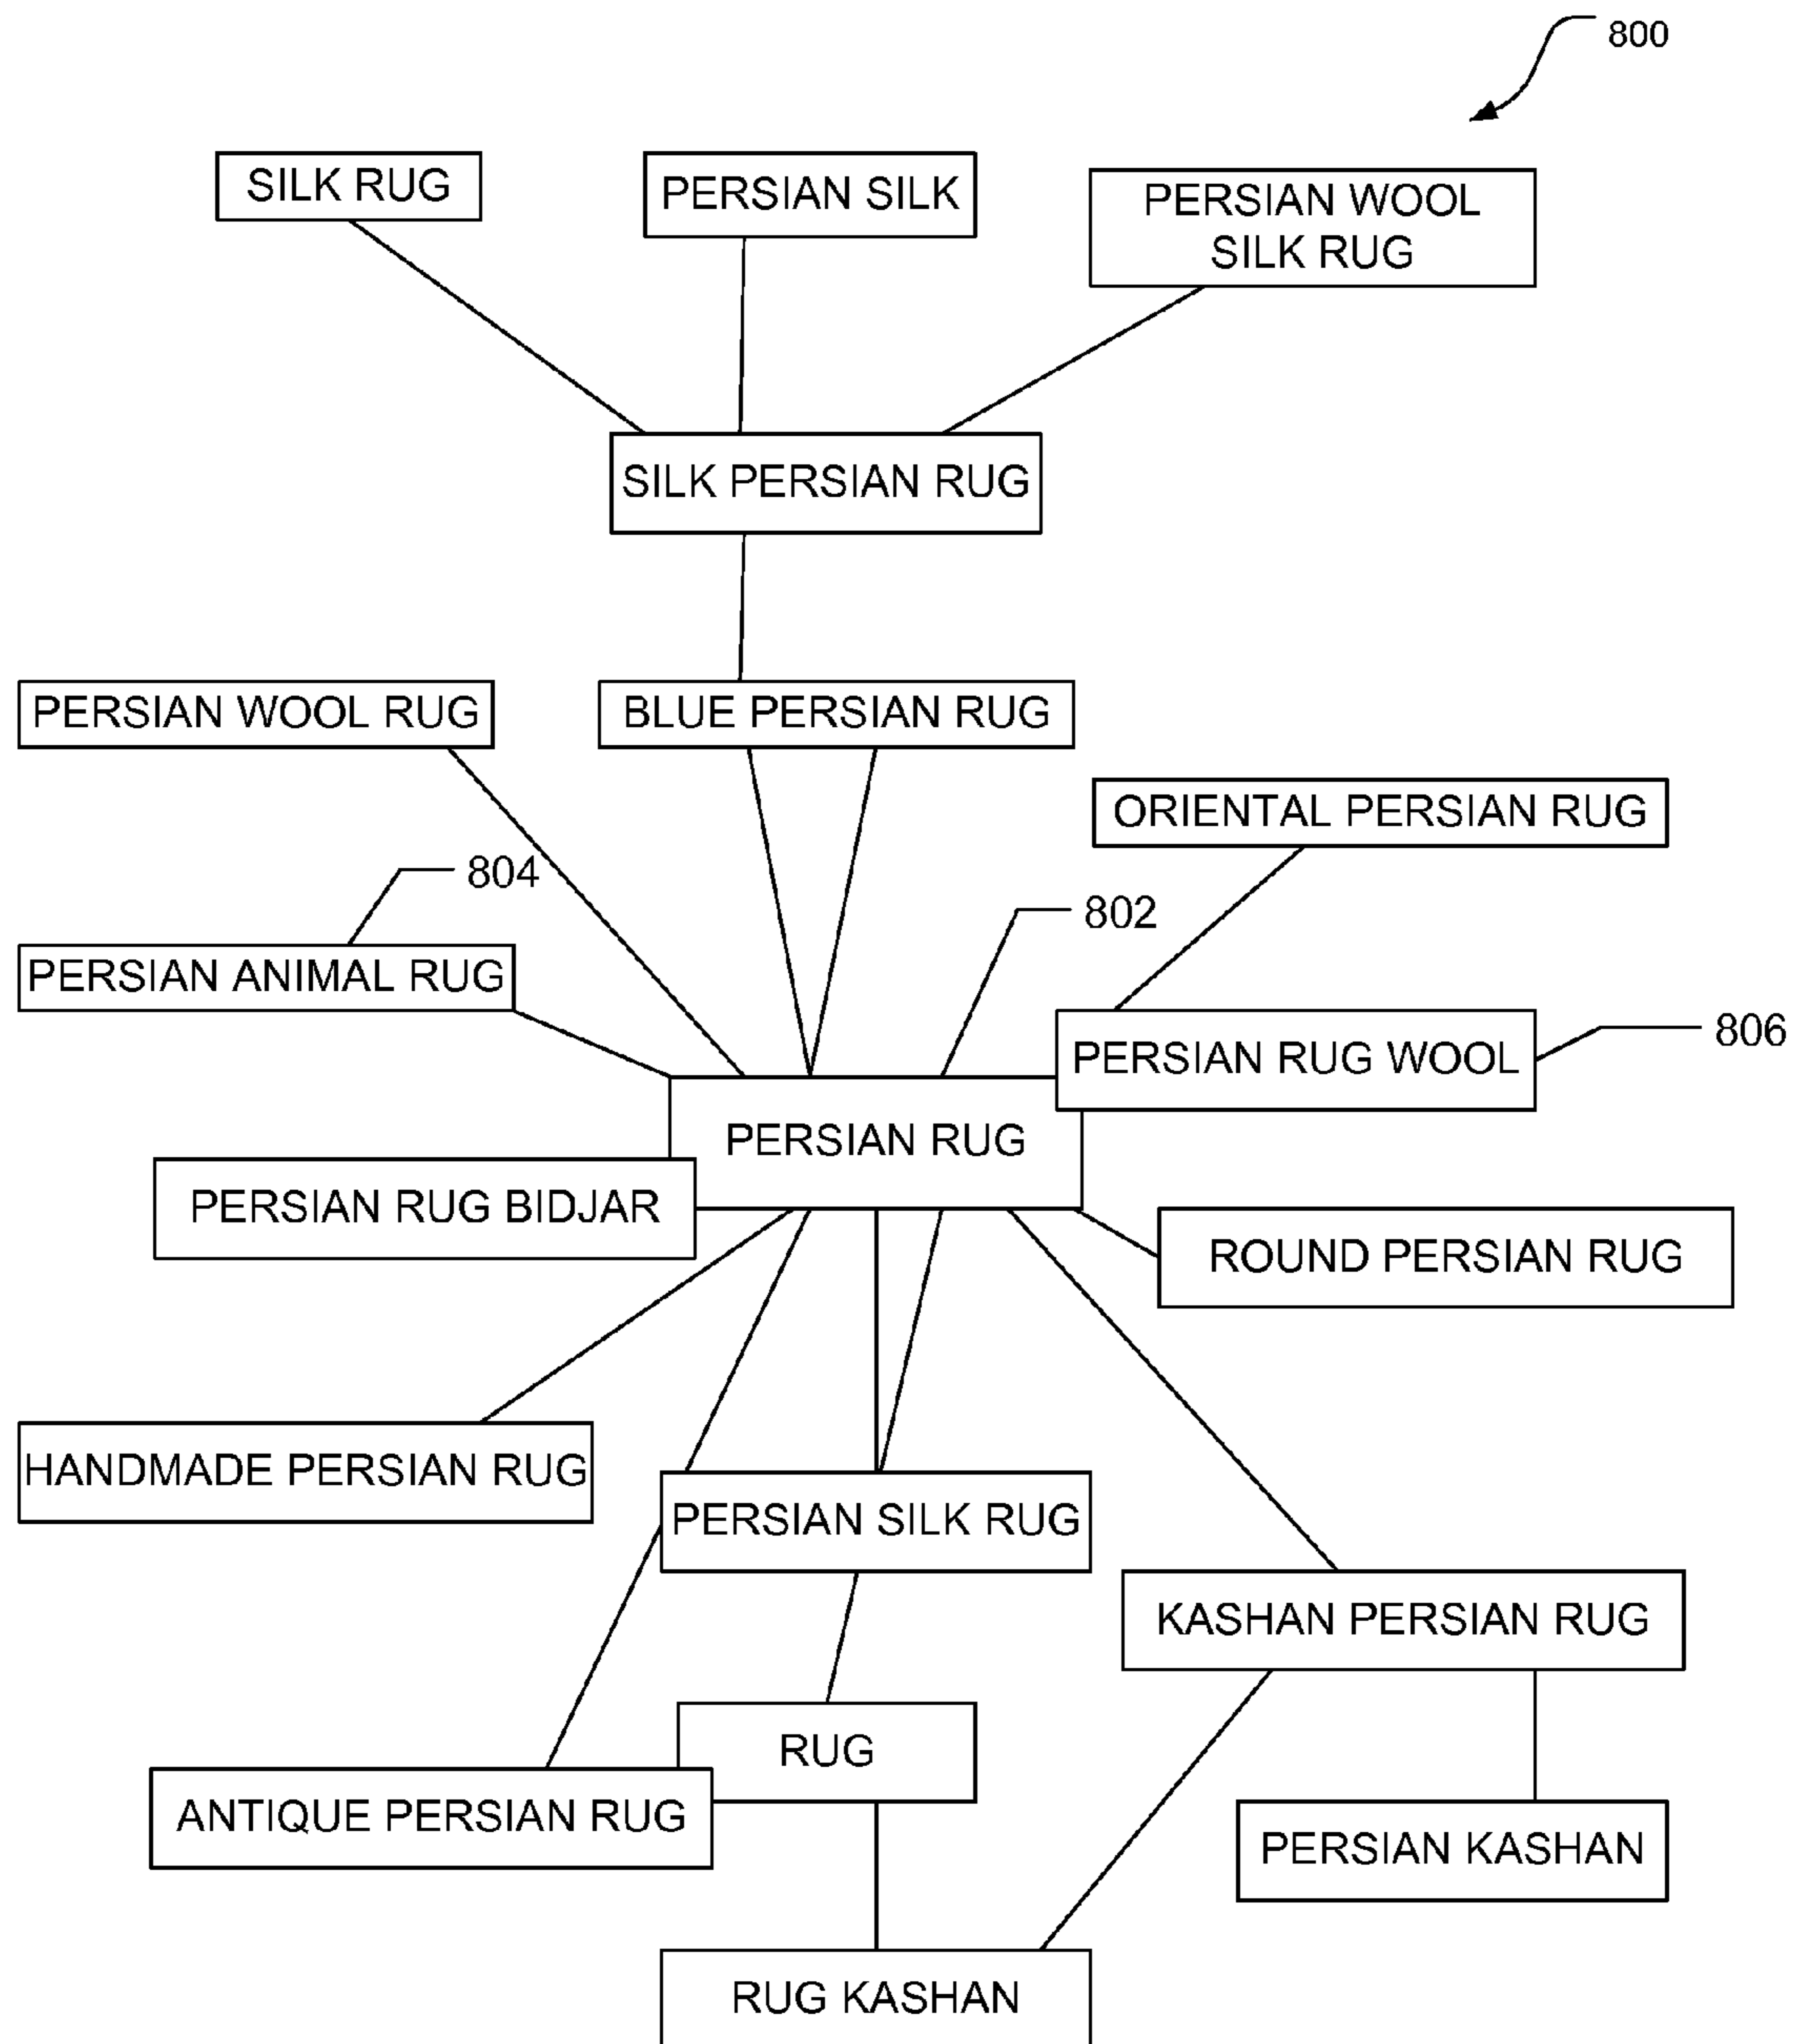 800
SILK RUG
PERSIAN SILK
PERSIAN WOOL
SILK RUG
SILK PERSIAN RUG
PERSIAN WOOL RUG
BLUE PERSIAN RUG
ORIENTAL PERSIAN RUG
804
802
PERSIAN ANIMAL RUG
PERSIAN RUG WOOL
806
PERSIAN RUG
PERSIAN RUG BIDJAR
ROUND PERSIAN RUG
HANDMADE PERSIAN RUG
PERSIAN SILK RUG
KASHAN PERSIAN RUG
RUG
ANTIQUE PERSIAN RUG
PERSIAN KASHAN
RUG KASHAN